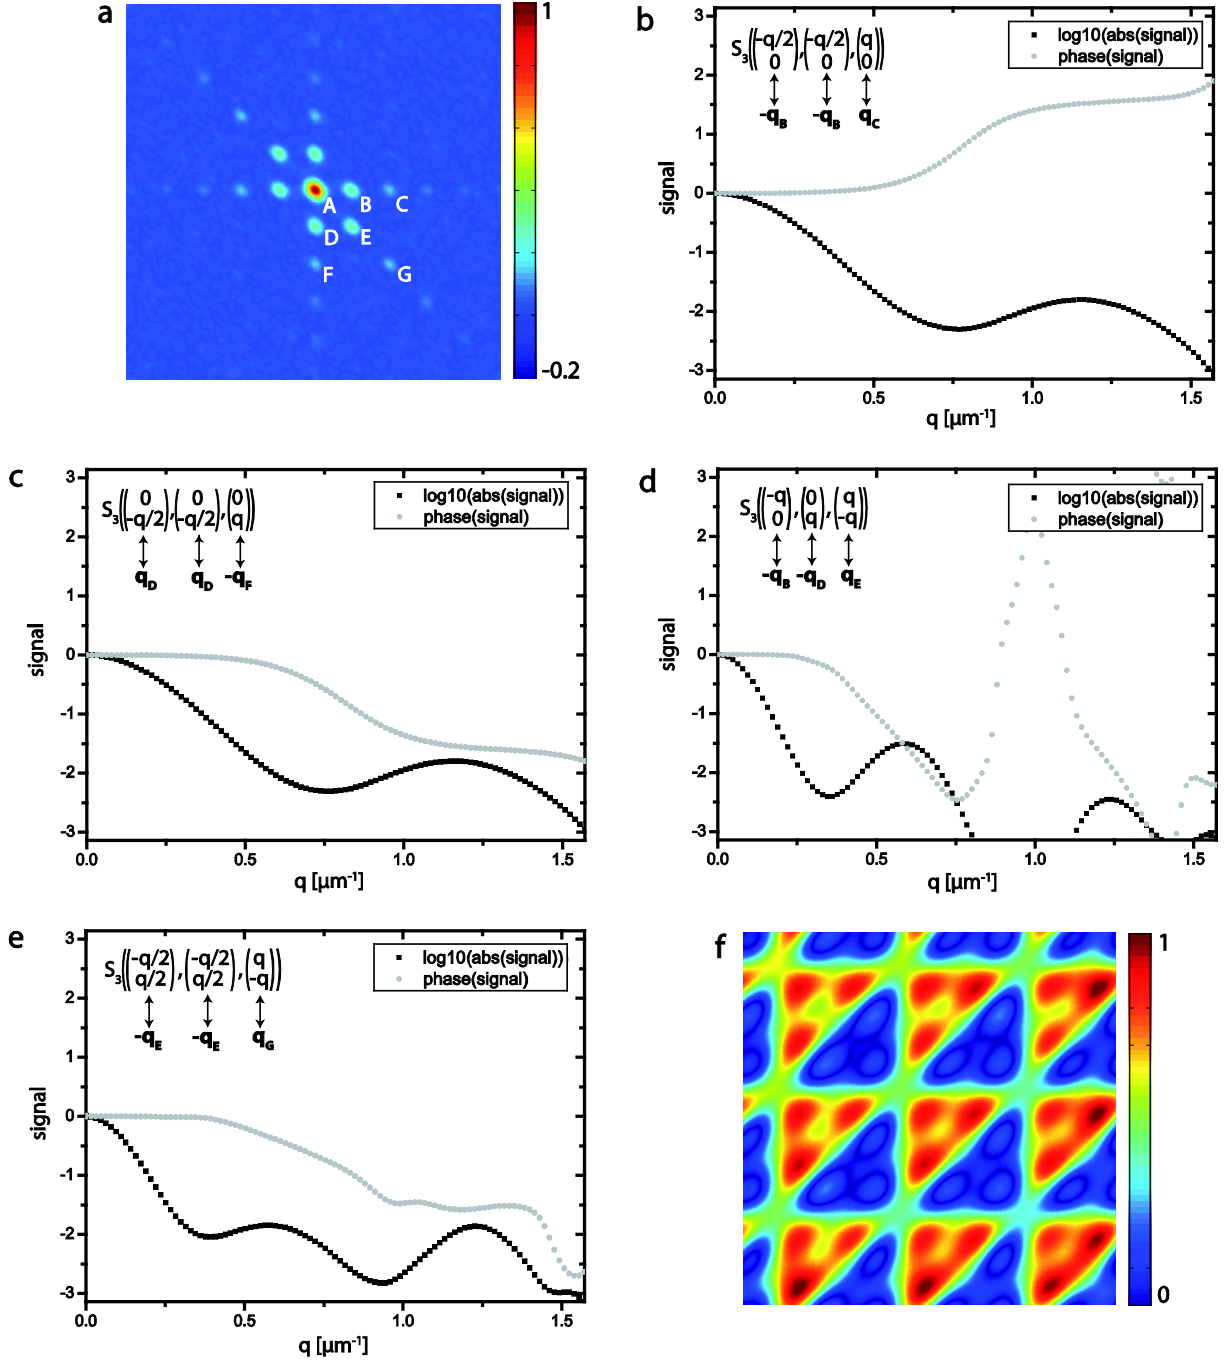 a
1
A
B
C
D
E
F
G
-0.2
b
S3((-q/2 0),(-q/2 0),(q 0))
-qB -qB qC
log10(abs(signal))
phase(signal)
3
2
1
0
-1
-2
-3
signal
0.0 0.5 1.0 1.5
q [µm-1]
c
S3((0 -q/2),(0 -q/2),(0 q))
qD qD -qF
log10(abs(signal))
phase(signal)
3
2
1
0
-1
-2
-3
signal
0.0 0.5 1.0 1.5
q [µm-1]
d
S3((-q 0),(0 q),(q -q))
-qB -qD qE
log10(abs(signal))
phase(signal)
3
2
1
0
-1
-2
-3
signal
0.0 0.5 1.0 1.5
q [µm-1]
e
S3((-q/2 q/2),(-q/2 q/2),(q -q))
-qE -qE qG
log10(abs(signal))
phase(signal)
3
2
1
0
-1
-2
-3
signal
0.0 0.5 1.0 1.5
q [µm-1]
f
1
0